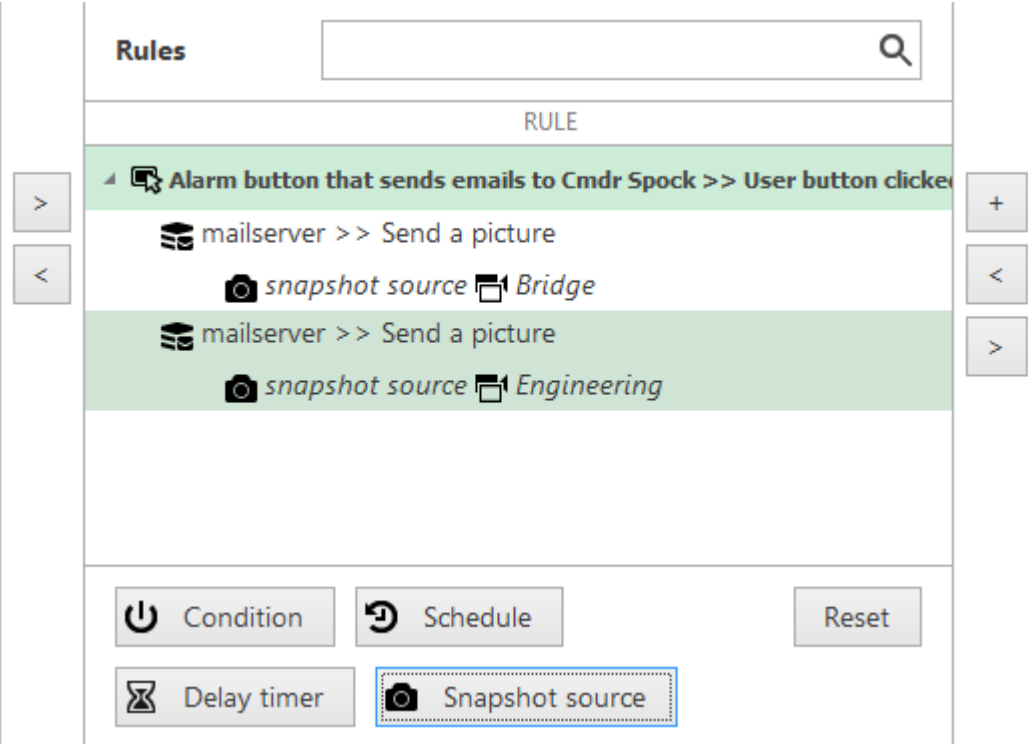 Rules
RULE
Alarm button that sends emails to Cmdr Spock >> User button clicke
mailserver >> Send a picture
snapshot source Bridge
mailserver >> Send a picture
snapshot source Engineering
>
<
+
<
>
Condition Schedule Reset
Delay timer Snapshot source